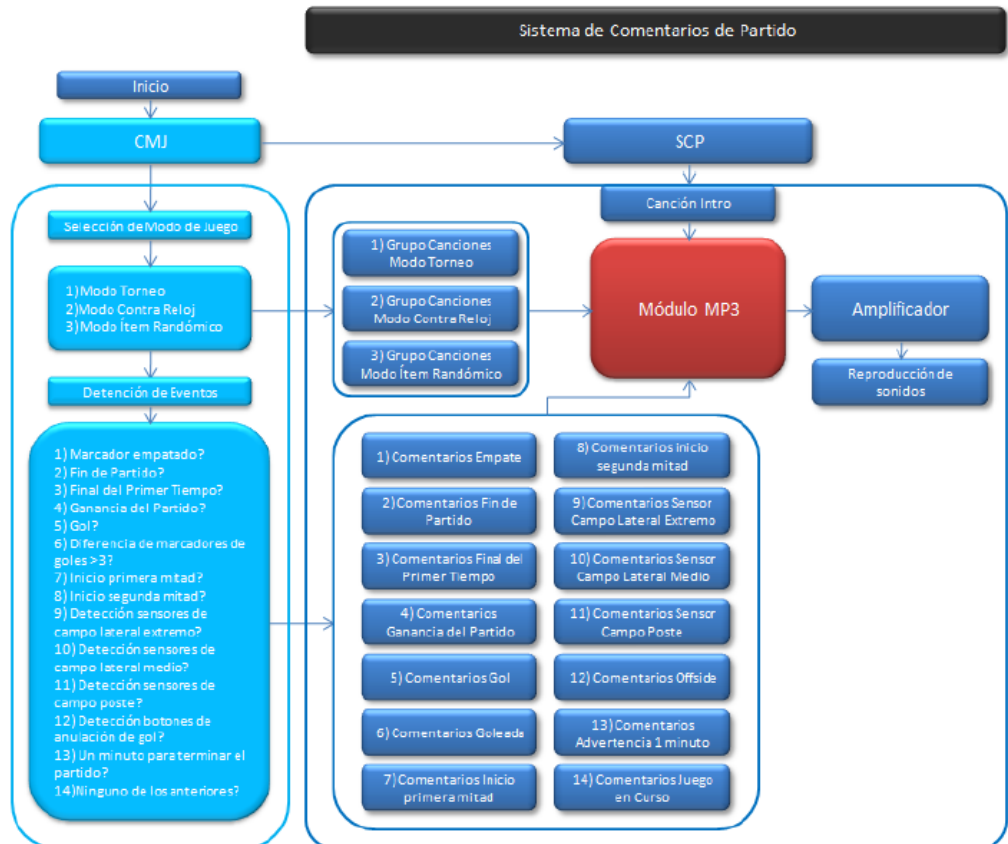 Sistema de Comentarios de Partido
Inicio
CMJ
SCP
Selección de Modo de Juego
Canción Intro
1)Modo Torneo
2)Modo Contra Reloj
3)Modo Ítem Randómico
1) Grupo Canciones
Modo Torneo
2) Grupo Canciones
Modo Contra Reloj
3) Grupo Canciones
Modo Ítem Randómico
Módulo MP3
Amplificador
Reproducción de
sonidos
Detención de Eventos
1) Marcador empatado?
2) Fin de Partido?
3) Final del Primer Tiempo?
4) Ganancia del Partido?
5) Gol?
6) Diferencia de marcadores de
goles >3?
7) Inicio primera mitad?
8) Inicio segunda mitad?
9) Detección sensores de
campo lateral extremo?
10) Detección sensores de
campo lateral medio?
11) Detección sensores de
campo poste?
12) Detección botones de
anulación de gol?
13) Un minuto para terminar el
partido?
14)Ninguno de los anteriores?
1) Comentarios Empate
2) Comentarios Fin de
Partido
3) Comentarios Final del
Primer Tiempo
4) Comentarios
Ganancia del Partido
5) Comentarios Gol
6) Comentarios Goleada
7) Comentarios Inicio
primera mitad
8) Comentarios Inicio
segunda mitad
9) Comentarios Sensor
Campo Lateral Extremo
10) Comentarios Sensor
Campo Lateral Medio
11) Comentarios Sensor
Campo Poste
12) Comentarios Offside
13) Comentarios
Advertencia 1 minuto
14) Comentarios Juego
en Curso